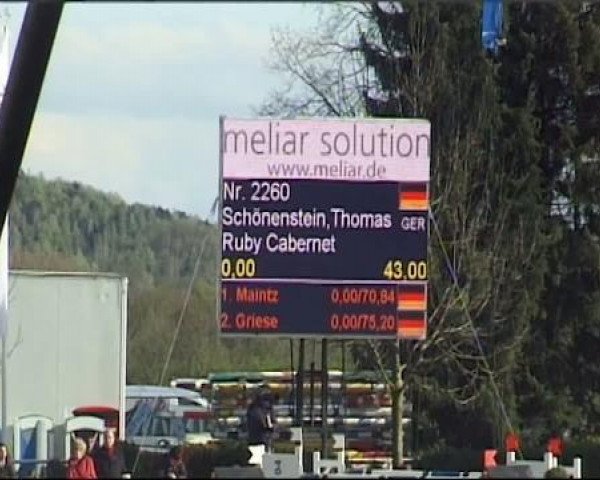 meliar solution
www.meliar.de
Nr. 2260
Schönenstein,Thomas GER
Ruby Cabernet
0,00 43,00
1. Maintz 0,00/70,84
2. Griese 0,00/75,20